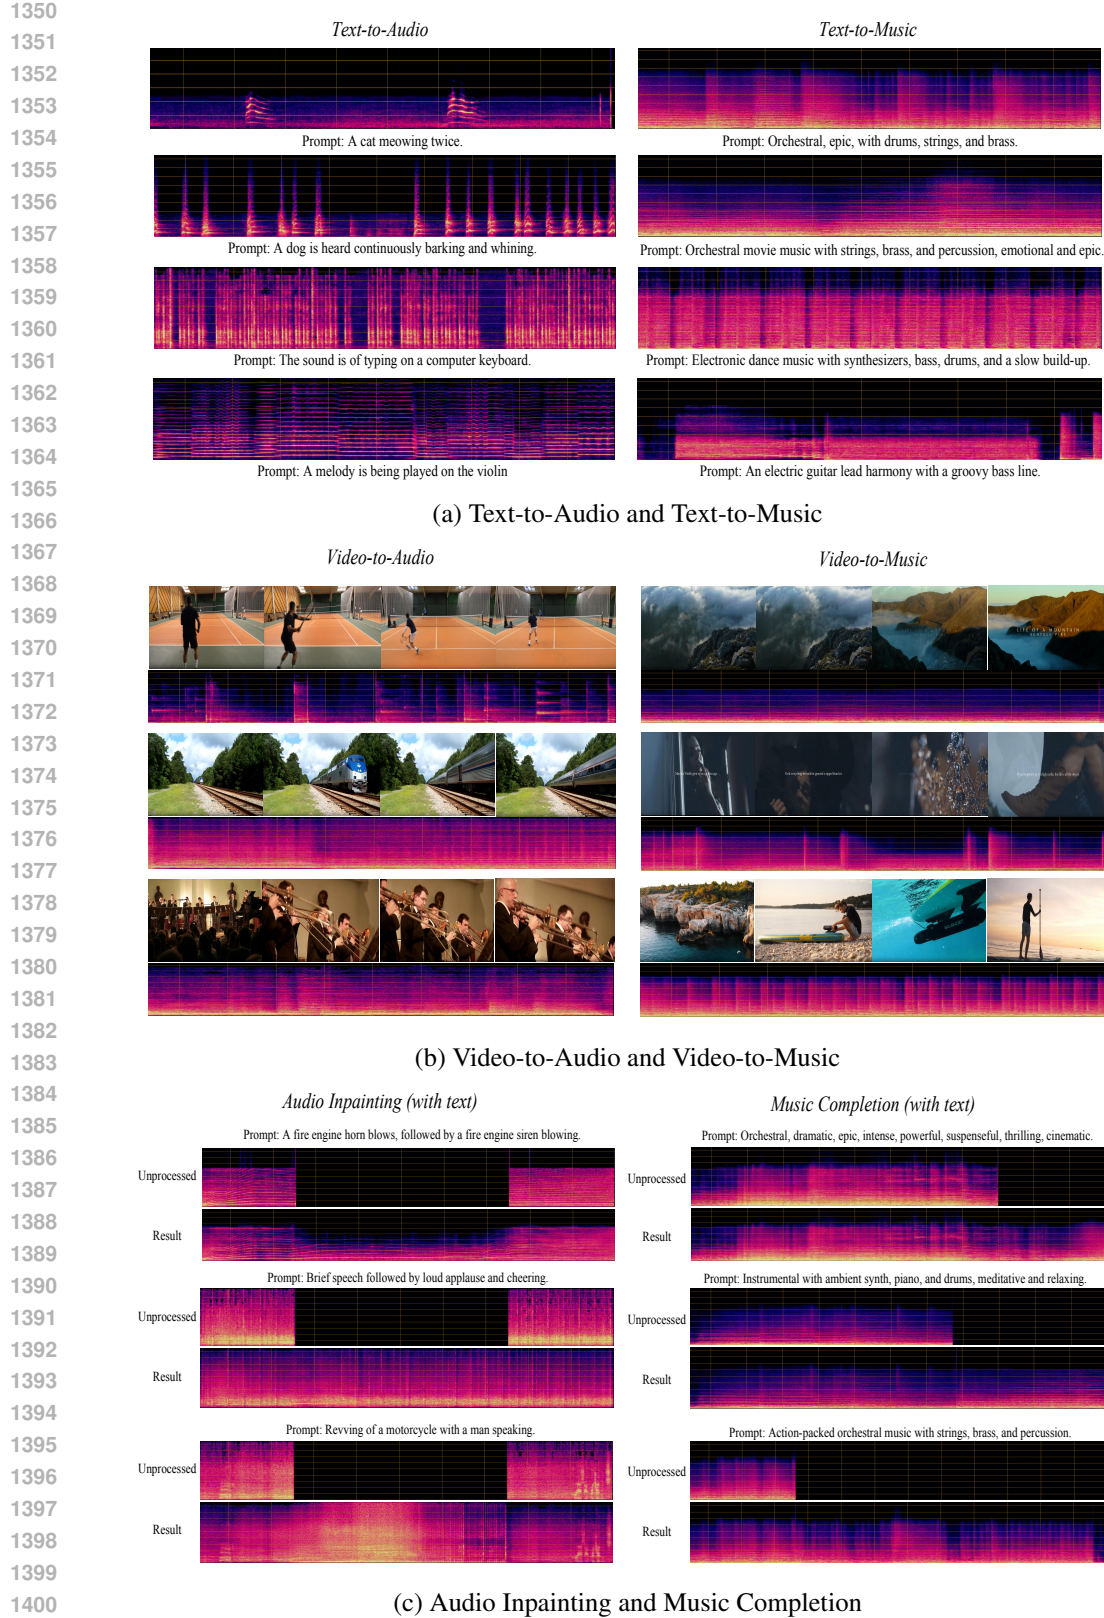 1350
1351
1352
1353
1354
1355
1356
1357
1358
1359
1360
1361
1362
1363
1364
1365
1366
1367
1368
1369
1370
1371
1372
1373
1374
1375
1376
1377
1378
1379
1380
1381
1382
1383
1384
1385
1386
1387
1388
1389
1390
1391
1392
1393
1394
1395
1396
1397
1398
1399
1400
Text-to-Audio
Text-to-Music
Prompt: A cat meowing twice.
Prompt: Orchestral, epic, with drums, strings, and brass.
Prompt: A dog is heard continuously barking and whining.
Prompt: Orchestral movie music with strings, brass, and percussion, emotional and epic.
Prompt: The sound is of typing on a computer keyboard.
Prompt: Electronic dance music with synthesizers, bass, drums, and a slow build-up.
Prompt: A melody is being played on the violin
Prompt: An electric guitar lead harmony with a groovy bass line.
(a) Text-to-Audio and Text-to-Music
Video-to-Audio
Video-to-Music
LIFE OF A MOUNTAIN
(b) Video-to-Audio and Video-to-Music
Audio Inpainting (with text)
Music Completion (with text)
Prompt: A fire engine horn blows, followed by a fire engine siren blowing.
Prompt: Orchestral, dramatic, epic, intense, powerful, suspenseful, thrilling, cinematic.
Unprocessed
Unprocessed
Result
Result
Prompt: Brief speech followed by loud applause and cheering.
Prompt: Instrumental with ambient synth, piano, and drums, meditative and relaxing.
Unprocessed
Unprocessed
Result
Result
Prompt: Revving of a motorcycle with a man speaking.
Prompt: Action-packed orchestral music with strings, brass, and percussion.
Unprocessed
Unprocessed
Result
Result
(c) Audio Inpainting and Music Completion